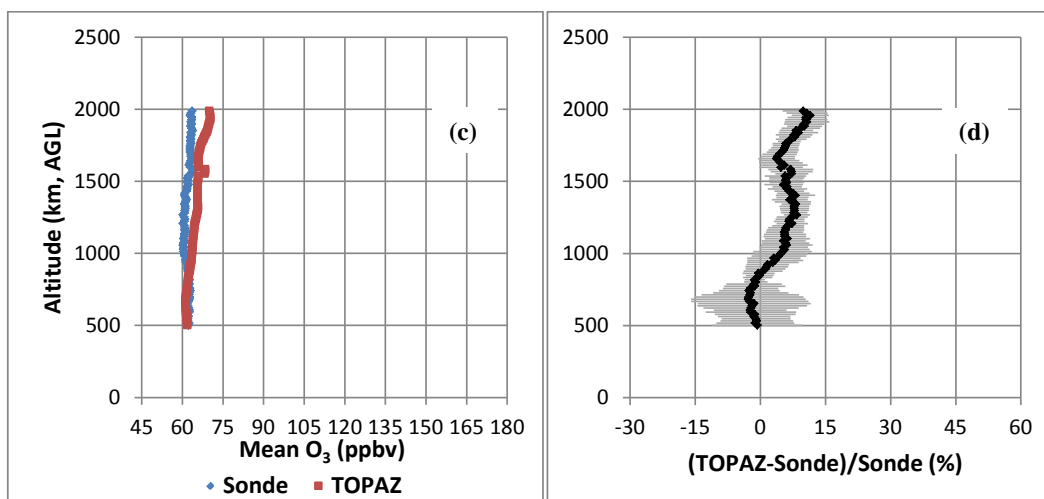 2500
2000
1500
1000
500
0
Altitude (km, AGL)
(c)
45 60 75 90 105 120 135 150 165 180
Mean O₃ (ppbv)
Sonde TOPAZ
2500
2000
1500
1000
500
0
(d)
-30 -15 0 15 30 45 60
(TOPAZ-Sonde)/Sonde (%)